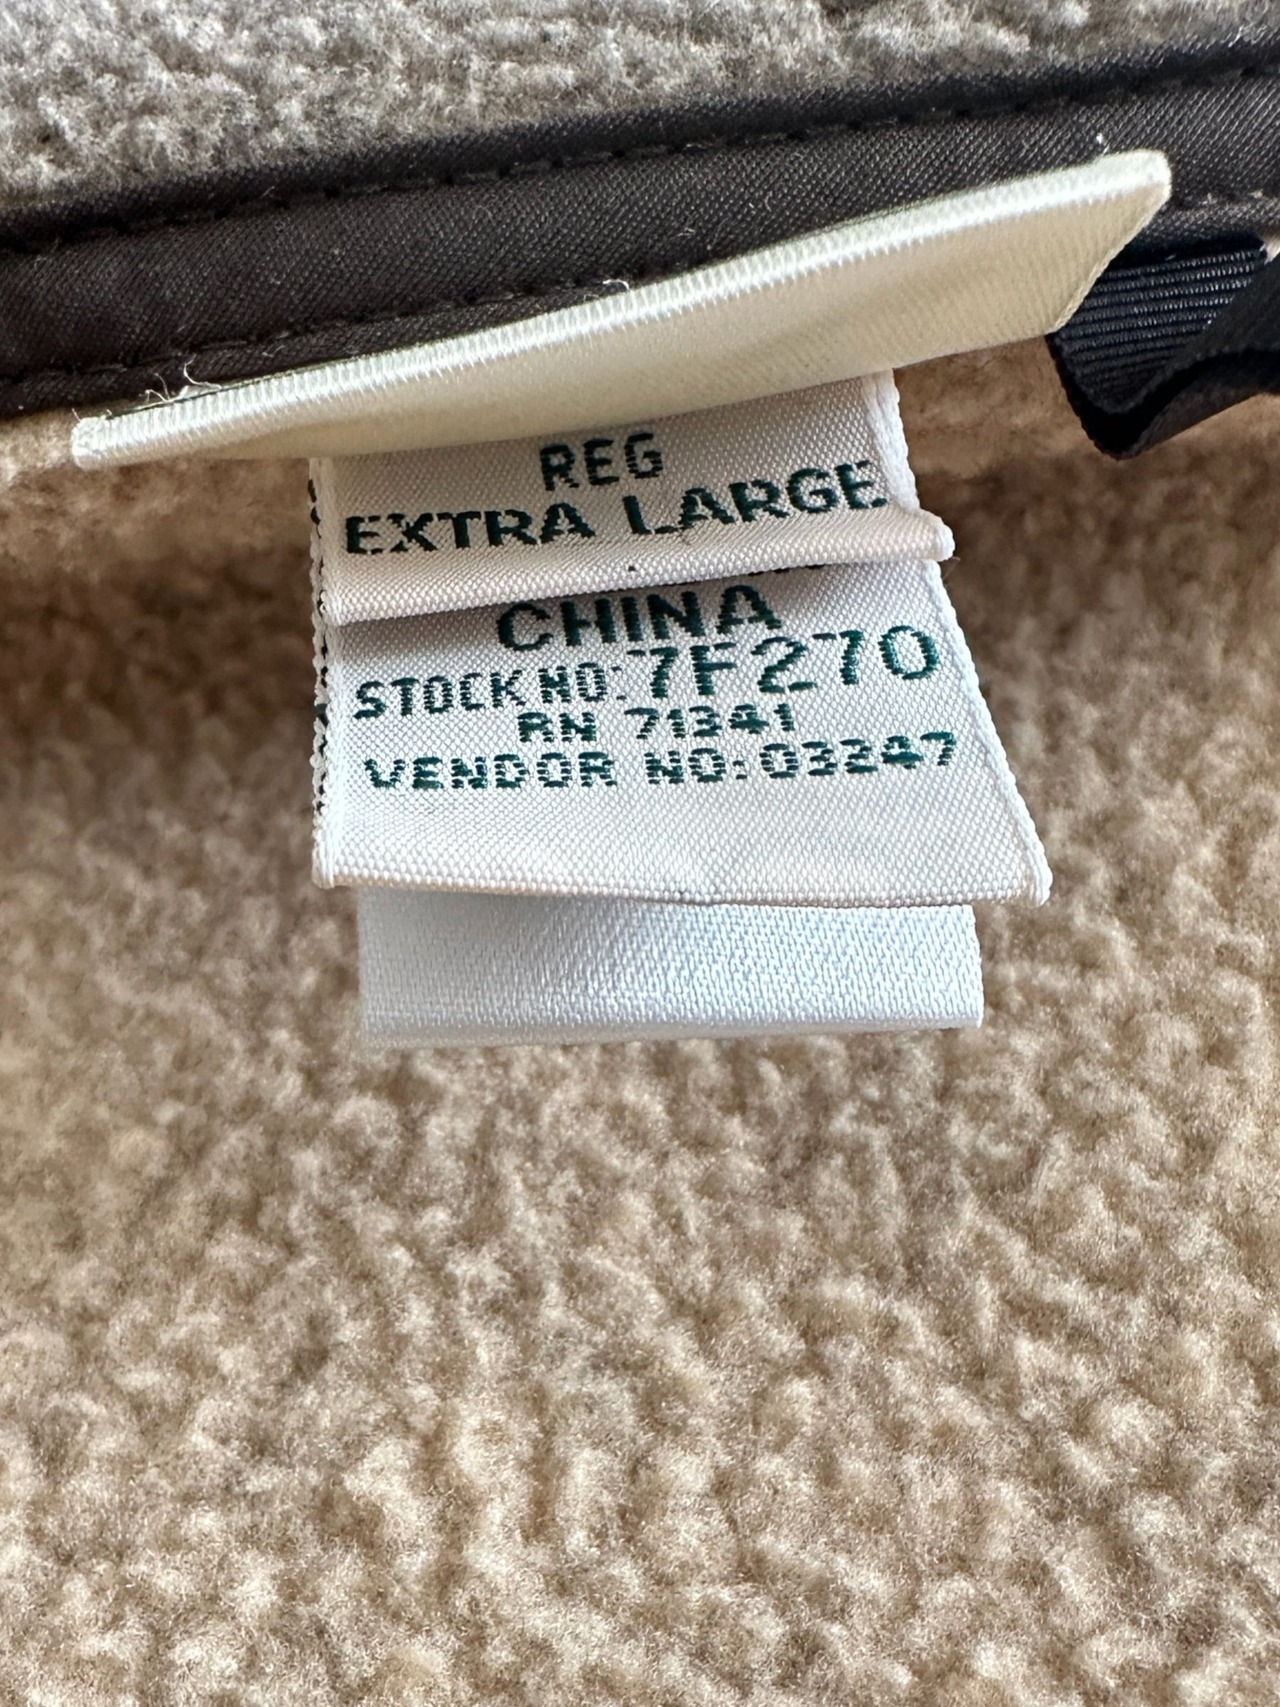 REG
EXTRA LARGE
CHINA
STOCK NO: 7F270
RN 71341
VENDOR NO: 03247